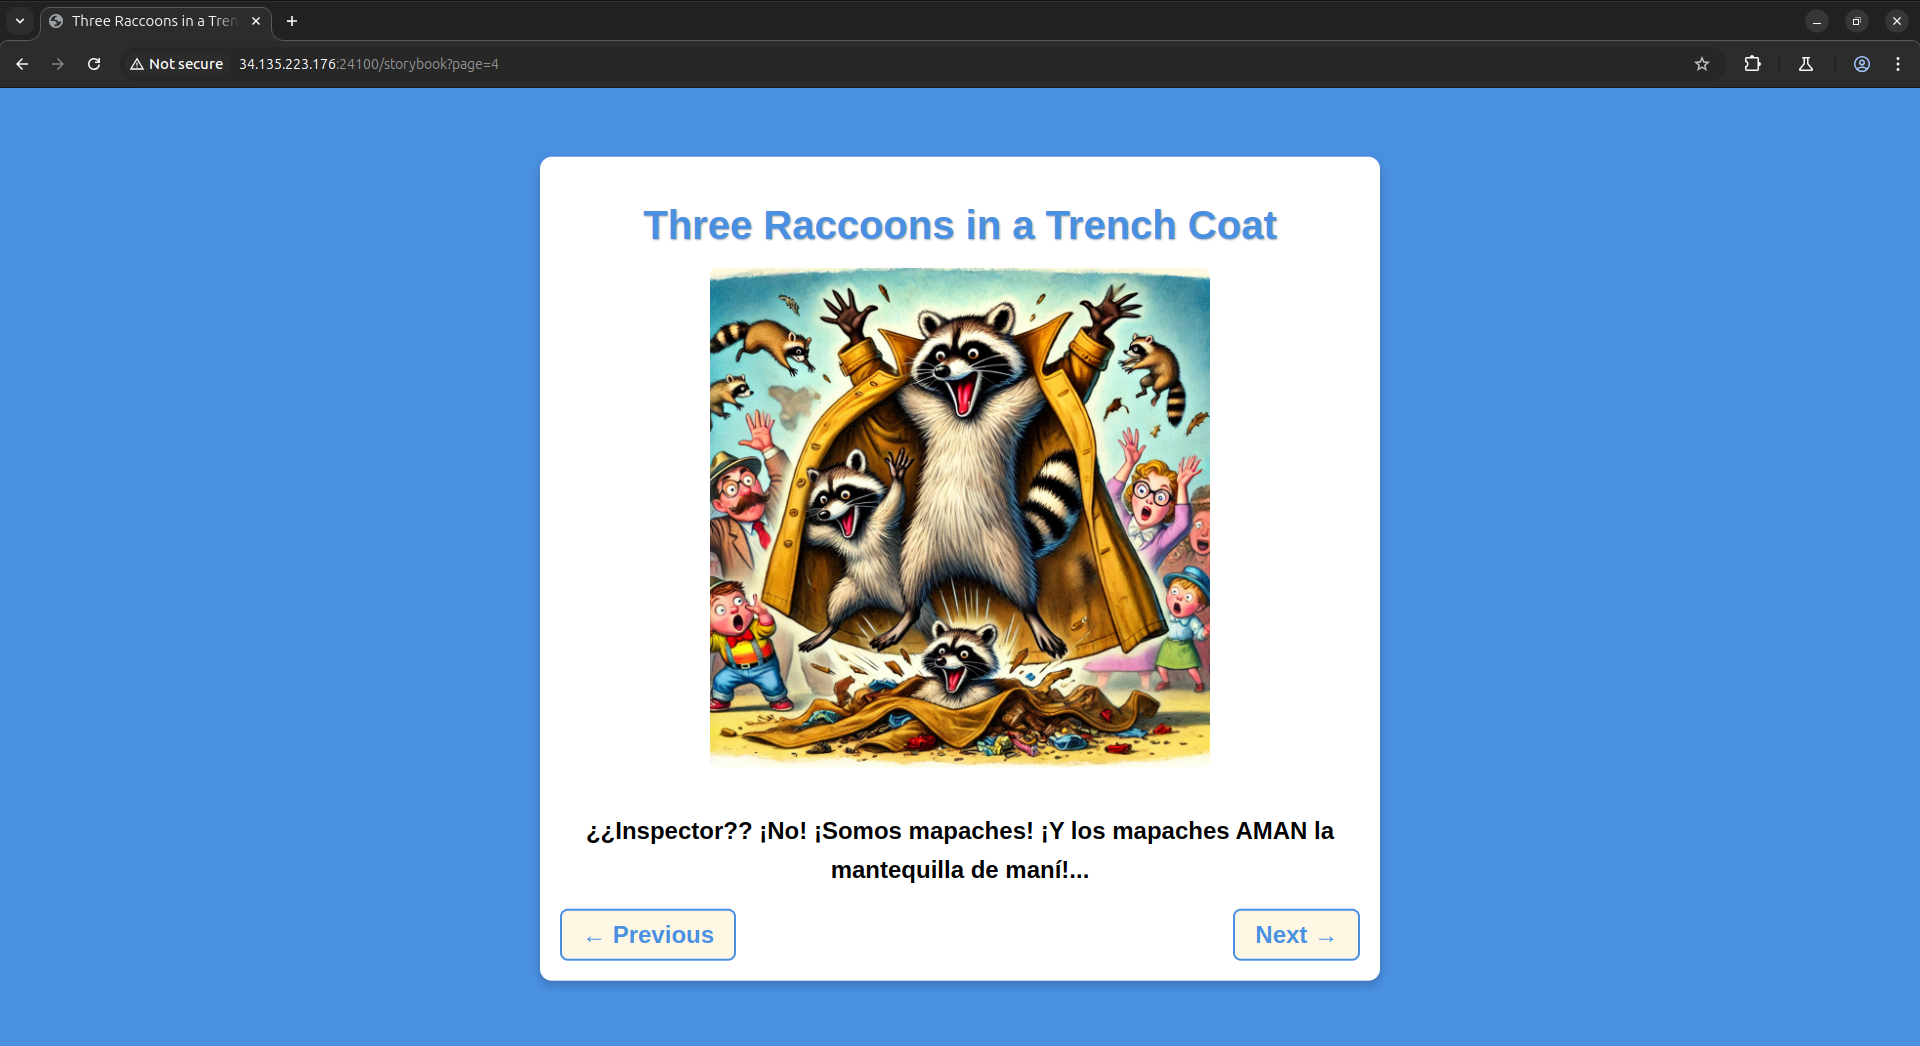 Three Raccoons in a Tren
Not secure
34.135.223.176:24100/storybook?page=4
Three Raccoons in a Trench Coat
¿¿Inspector?? ¡No! ¡Somos mapaches! ¡Y los mapaches AMAN la
mantequilla de maní!...
← Previous
Next →